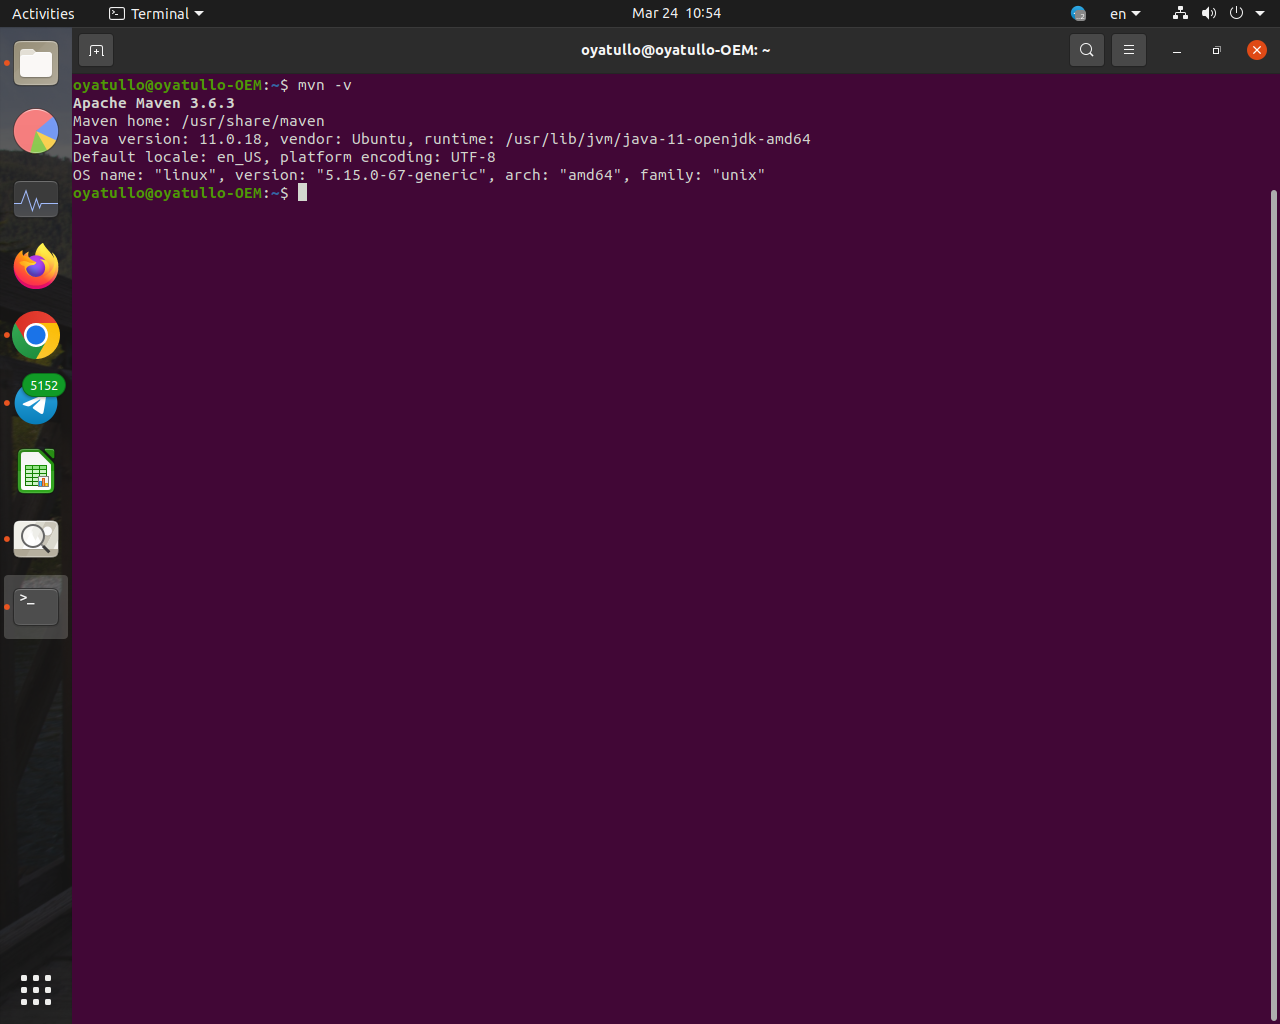 Activities
Terminal
Mar 24 10:54
en
oyatullo@oyatullo-OEM: ~
oyatullo@oyatullo-OEM:~$ mvn -v
Apache Maven 3.6.3
Maven home: /usr/share/maven
Java version: 11.0.18, vendor: Ubuntu, runtime: /usr/lib/jvm/java-11-openjdk-amd64
Default locale: en_US, platform encoding: UTF-8
OS name: "linux", version: "5.15.0-67-generic", arch: "amd64", family: "unix"
oyatullo@oyatullo-OEM:~$
5152
>_